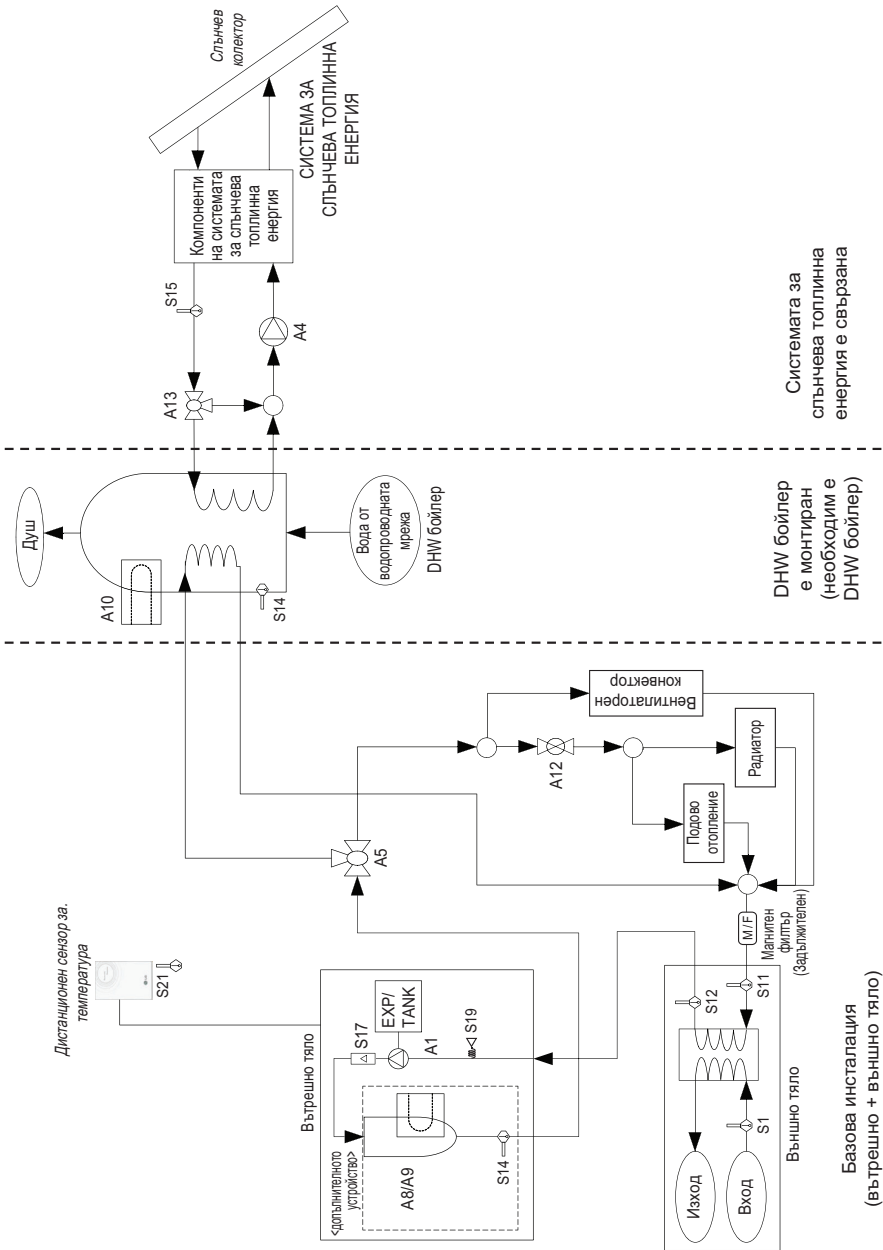 Слънчев
колектор
СИСТЕМА ЗА
СЛЪНЧЕВА ТОПЛИННА
ЕНЕРГИЯ
Компоненти
на системата
за слънчева
топлинна
енергия
S15
A13
A4
Системата за
слънчева топлинна
енергия е свързана
Душ
A10
S14
Вода от
водопроводната
мрежа
DHW бойлер
DHW бойлер
е монтиран
(необходим е
DHW бойлер)
Дистанционен сензор за.
температура
S21
A5
A12
Вентилаторен
конвектор
Радиатор
Подово
отопление
M / F
Магнитен
филтър
(Задължителен)
Вътрешно тяло
EXP/
TANK
S17
A1
S19
<допълнителното
устройство>
A8/A9
S14
S12
S11
S1
Външно тяло
Изход
Вход
Базова инсталация
(вътрешно + външно тяло)